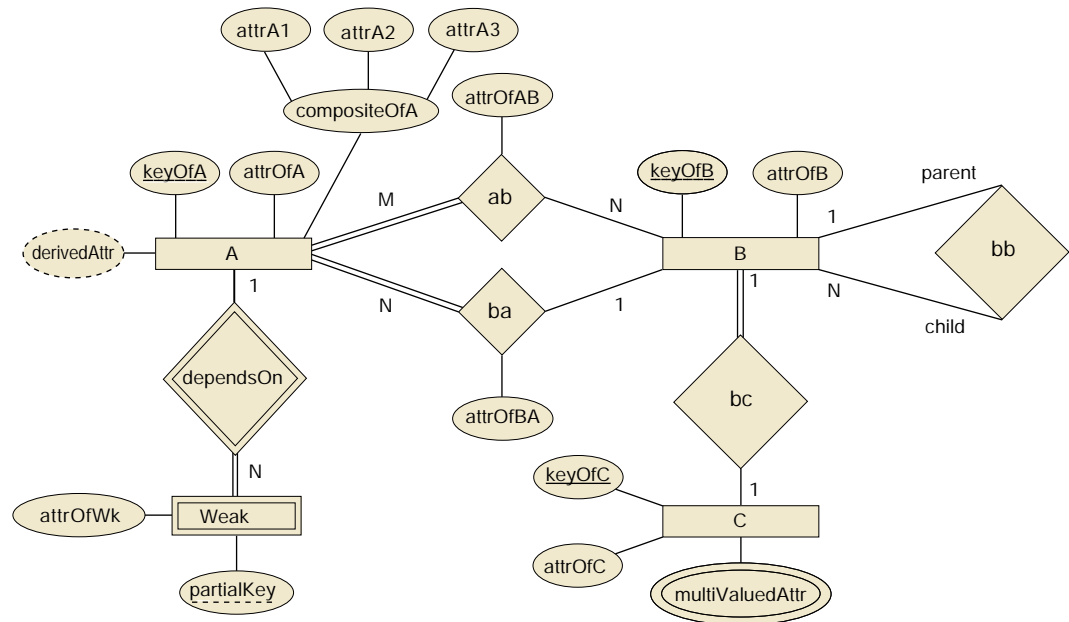 attrA1
attrA2
attrA3
compositeOfA
attrOfAB
keyOfA
attrOfA
keyOfB
attrOfB
parent
M
ab
N
1
bb
derivedAttr
A
B
1
N
ba
1
1
N
child
dependsOn
bc
attrOfBA
N
keyOfC
1
attrOfWk
Weak
C
attrOfC
partialKey
multiValuedAttr